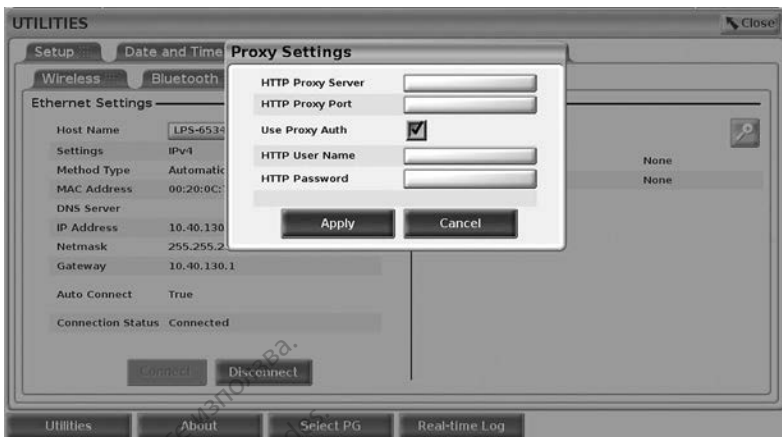 UTILITIES
Close
Setup
Date and Time
Proxy Settings
Wireless
Bluetooth
HTTP Proxy Server
HTTP Proxy Port
Use Proxy Auth
HTTP User Name
HTTP Password
Apply
Cancel
Ethernet Settings
Host Name LPS-6534
Settings IPv4
Method Type Automatic
MAC Address 00:20:0C:
DNS Server
IP Address 10.40.130
Netmask 255.255.2
Gateway 10.40.130.1
Auto Connect True
Connection Status Connected
None
None
Connect
Disconnect
Utilities
About
Select PG
Real-time Log